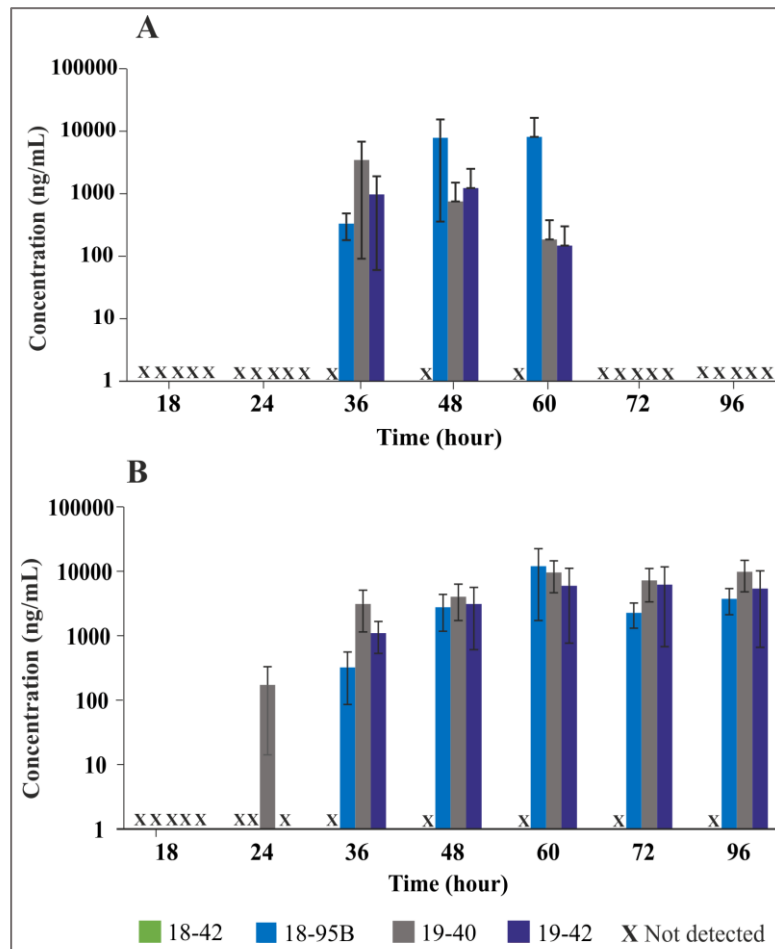 A
Concentration (ng/mL)
100000
10000
1000
100
10
1
X X X X X X X X X X X X X X X X X X X X X X X
18 24 36 48 60 72 96
Time (hour)
B
Concentration (ng/mL)
100000
10000
1000
100
10
1
X X X X X X X X X X X X X
18 24 36 48 60 72 96
Time (hour)
18-42 18-95B 19-40 19-42 X Not detected